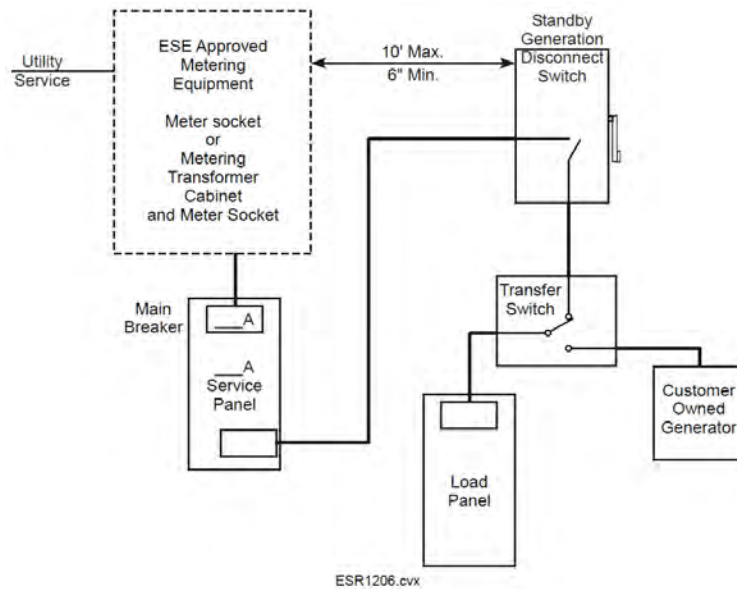 Utility
Service
ESE Approved
Metering
Equipment
Meter socket
or
Metering
Transformer
Cabinet
and Meter Socket
10' Max.
6" Min.
Standby
Generation
Disconnect
Switch
Main
Breaker
___A
___A
Service
Panel
Transfer
Switch
Load
Panel
Customer
Owned
Generator
ESR1206.cvx